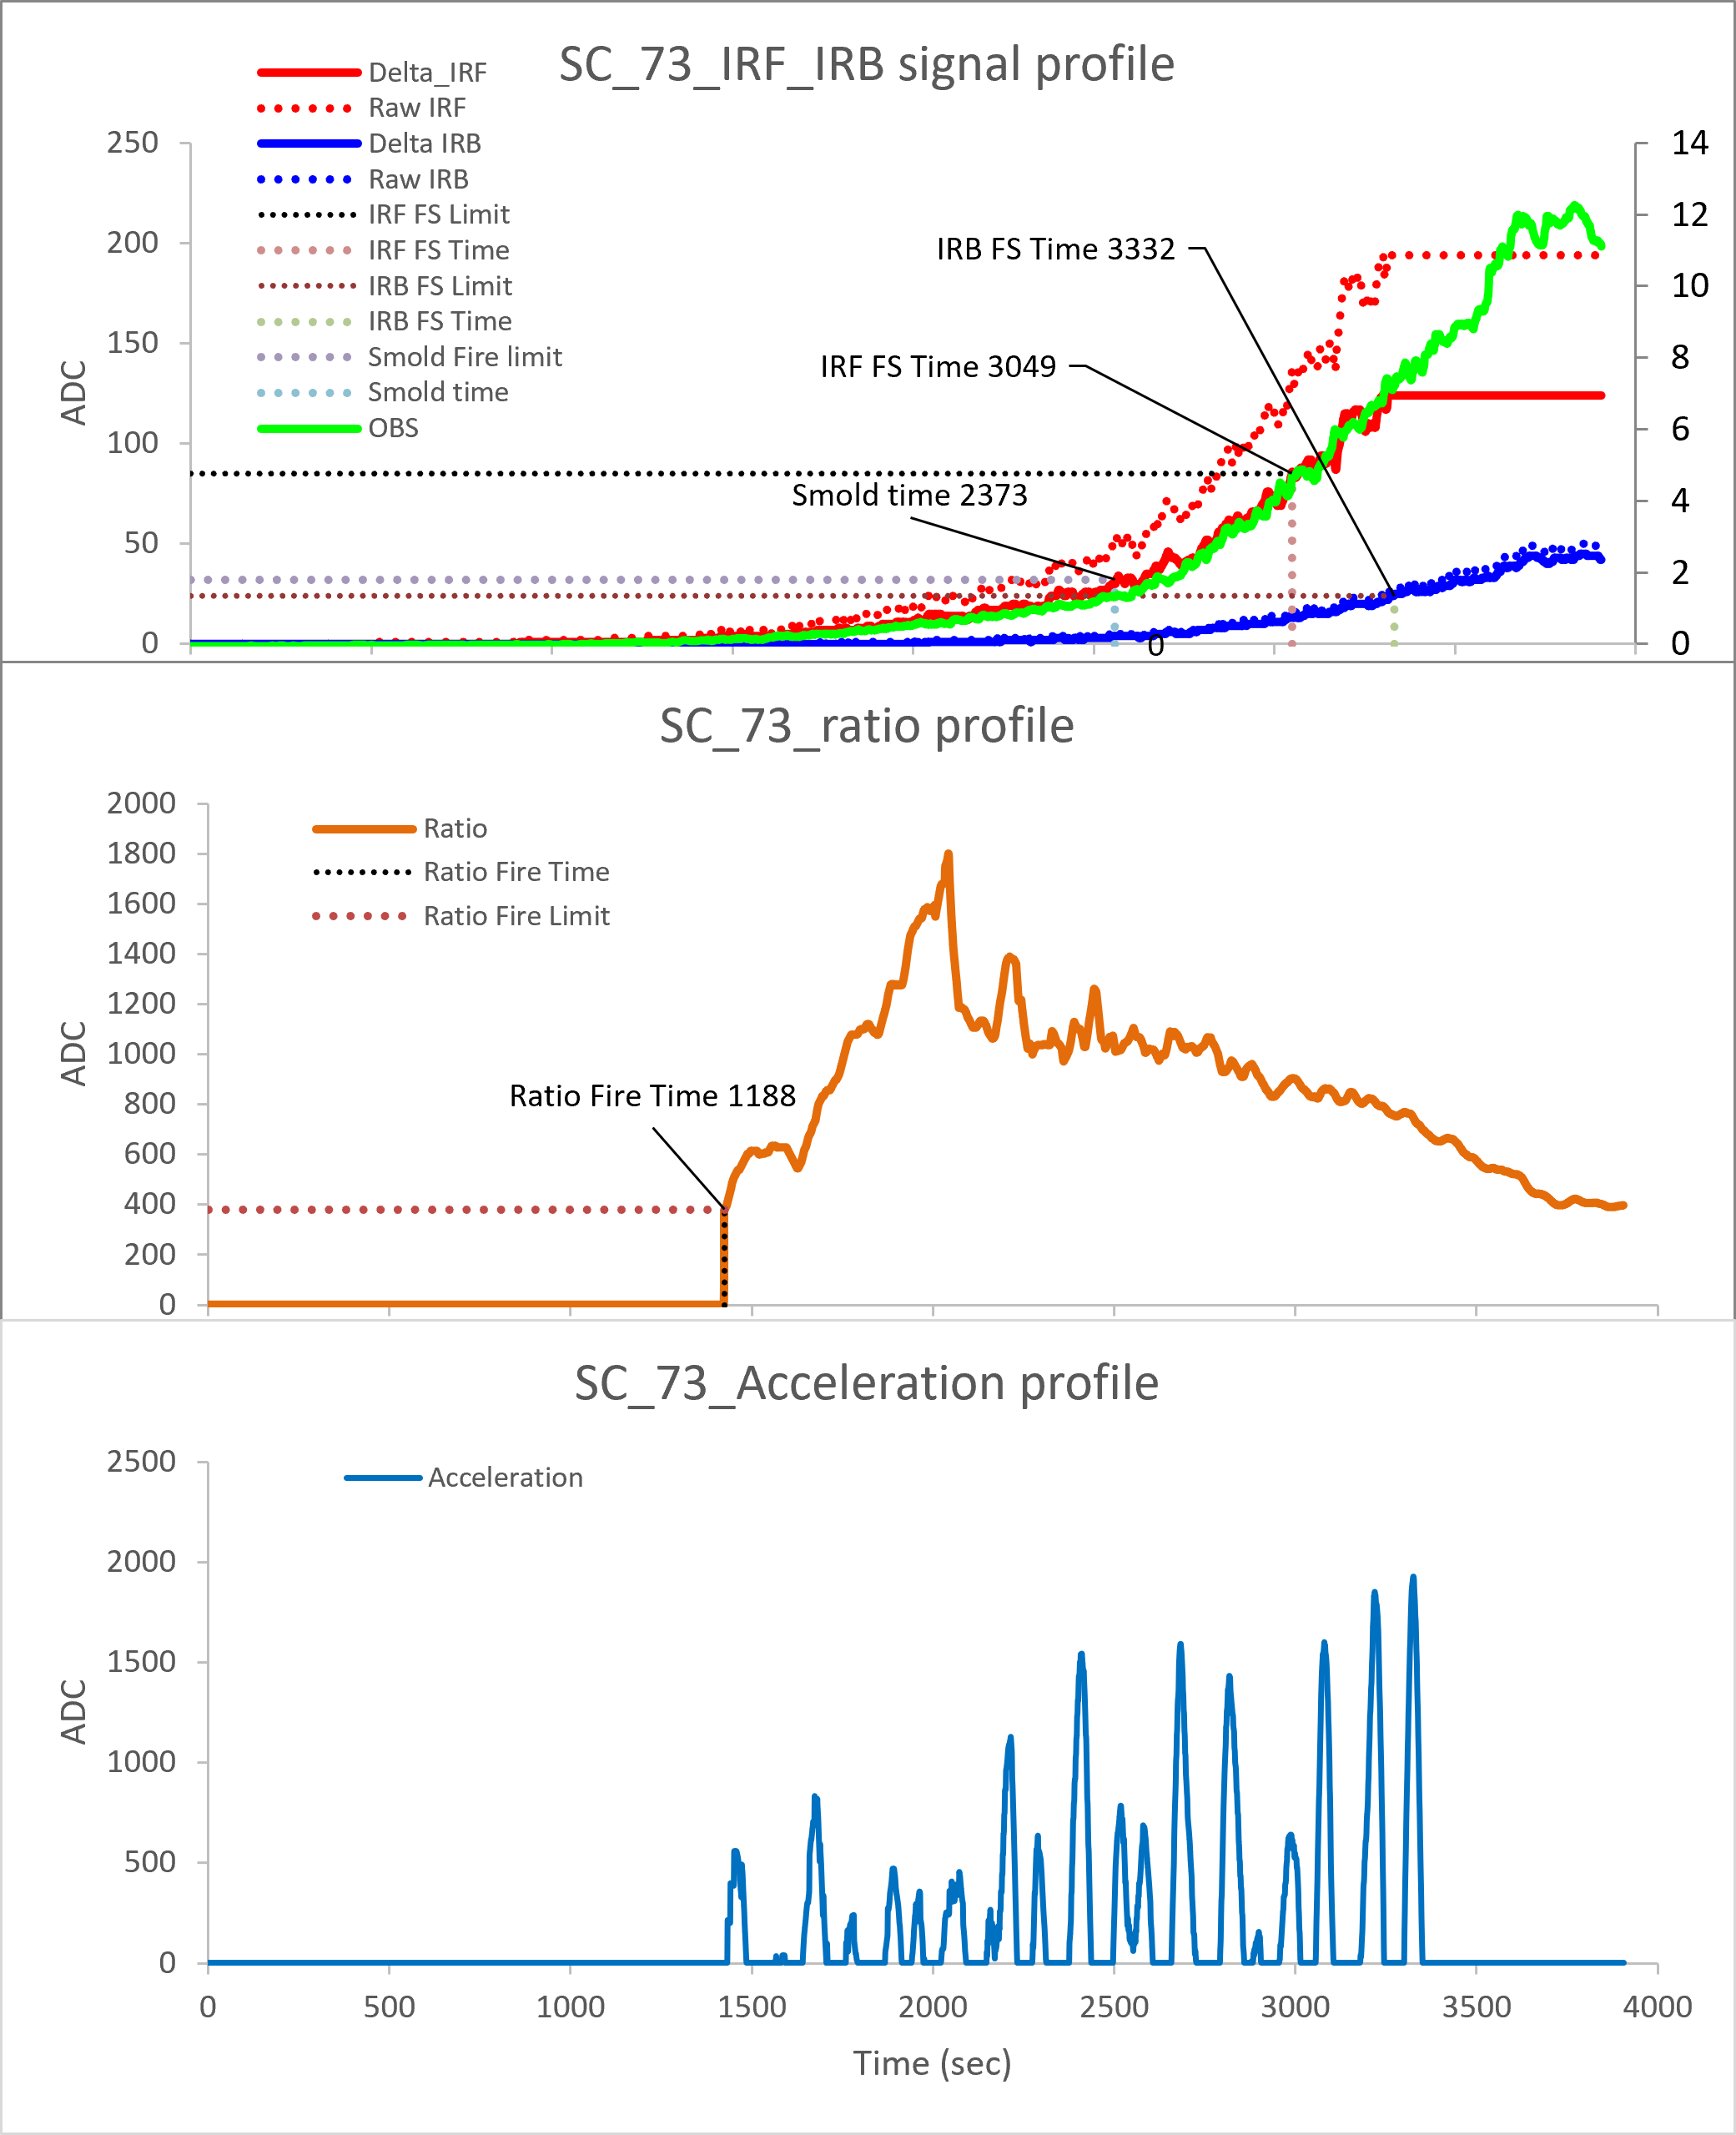 SC_73_IRF_IRB signal profile
Delta_IRF
Raw IRF
Delta IRB
Raw IRB
IRF FS Limit
IRF FS Time
IRB FS Limit
IRB FS Time
Smold Fire limit
Smold time
OBS
ADC
250
200
150
100
50
0
14
12
10
8
6
4
2
0
IRB FS Time 3332
IRF FS Time 3049
Smold time 2373
0
SC_73_ratio profile
Ratio
Ratio Fire Time
Ratio Fire Limit
ADC
2000
1800
1600
1400
1200
1000
800
600
400
200
0
Ratio Fire Time 1188
SC_73_Acceleration profile
Acceleration
ADC
2500
2000
1500
1000
500
0
0 500 1000 1500 2000 2500 3000 3500 4000
Time (sec)